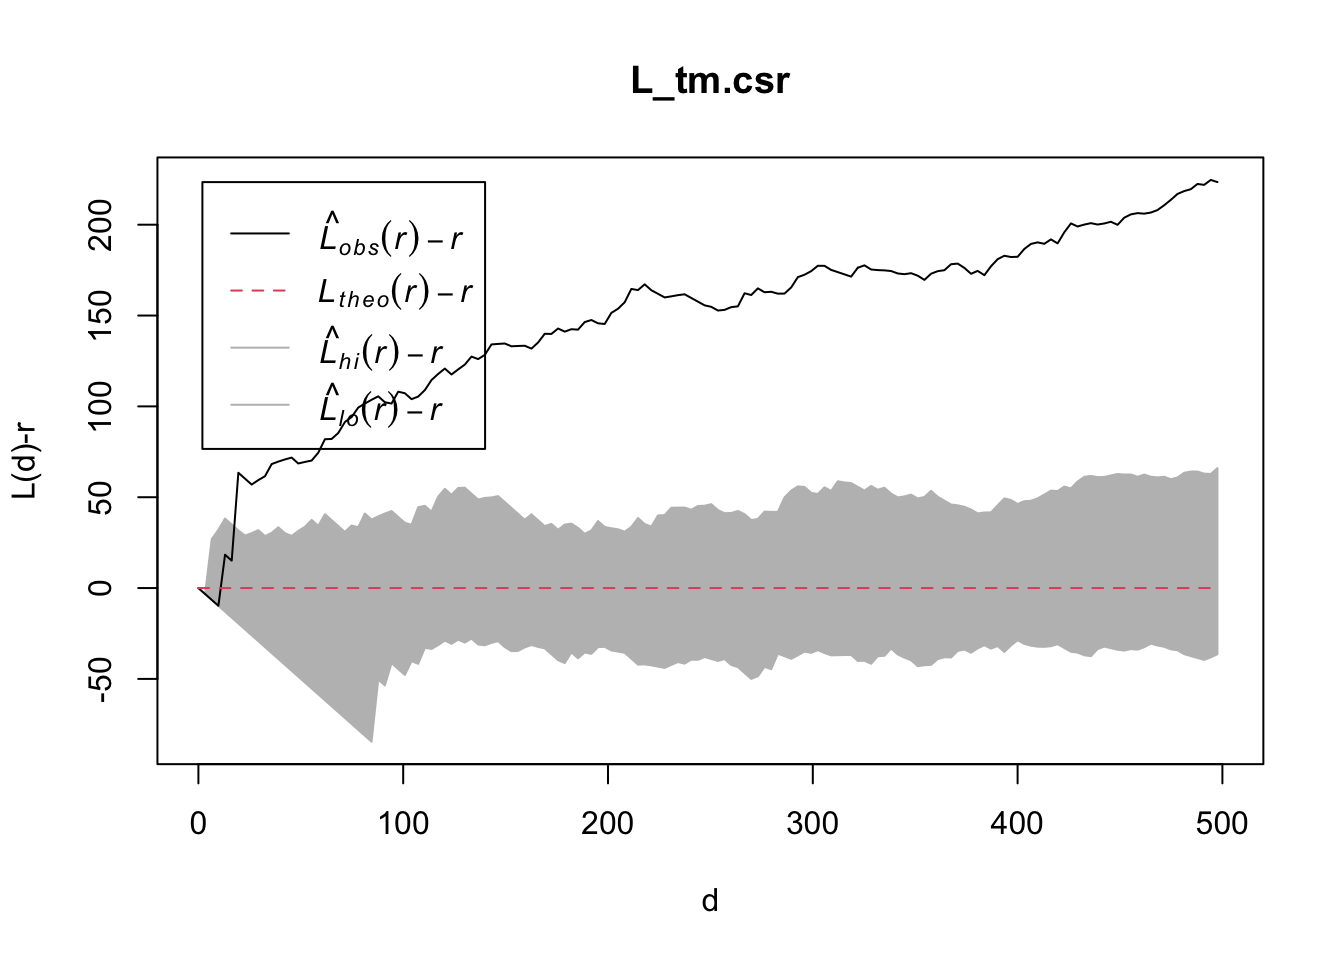 L_tm.csr
L(d)-r
200
150
100
50
0
-50
L̂obs(r) − r
Ltheo(r) − r
L̂hi(r) − r
L̂lo(r) − r
0 100 200 300 400 500
d